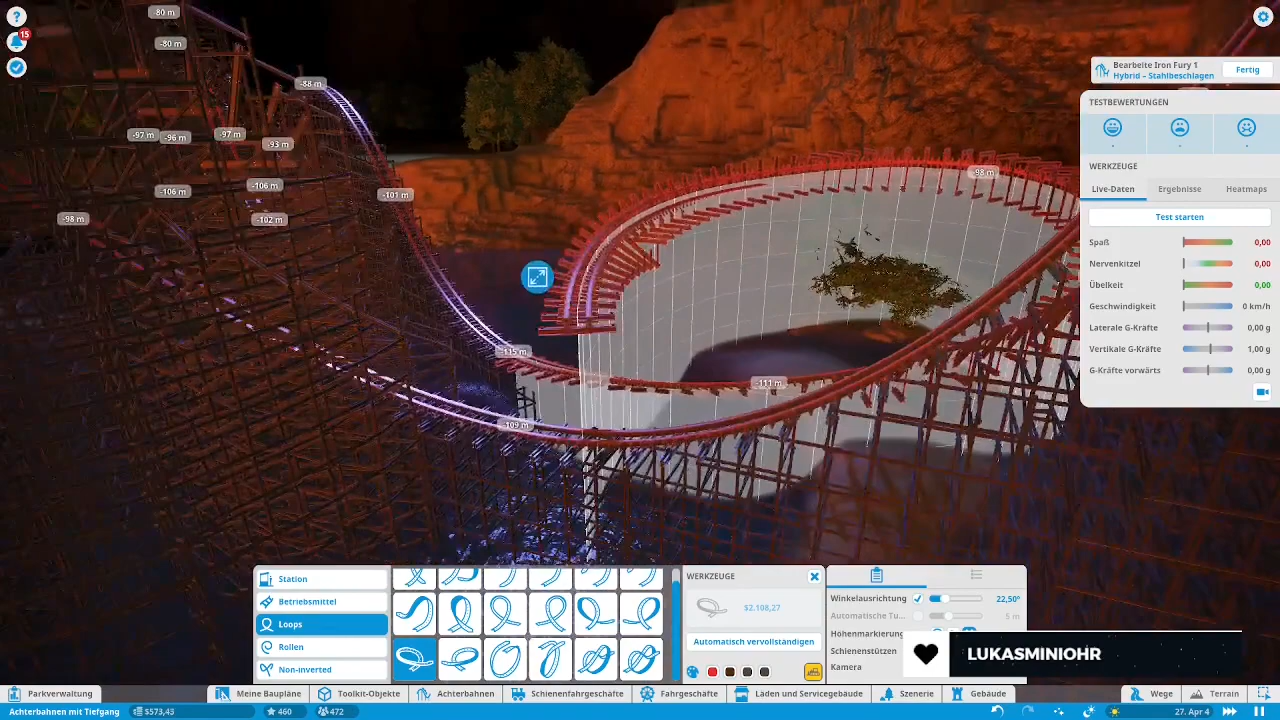 80 m
-80 m
-88 m
-97 m
-96 m
-97 m
-93 m
-106 m
-106 m
-101 m
-98 m
-102 m
-98 m
-115 m
-111 m
-109 m
15
Bearbeite Iron Fury 1
Hybrid – Stahlbeschlagen
Fertig
TESTBEWERTUNGEN
- - -
WERKZEUGE
Live-Daten Ergebnisse Heatmaps
Test starten
Spaß 0,00
Nervenkitzel 0,00
Übelkeit 0,00
Geschwindigkeit 0 km/h
Laterale G-Kräfte 0,00 g
Vertikale G-Kräfte 1,00 g
G-Kräfte vorwärts 0,00 g
Station
Betriebsmittel
Loops
Rollen
Non-inverted
WERKZEUGE
$2.108,27
Automatisch vervollständigen
Winkelausrichtung 22,50°
Automatische Tu... 5 m
Höhenmarkierung
Schienenstützen
Kamera
LUKASMINIOHR
Parkverwaltung Meine Baupläne Toolkit-Objekte Achterbahnen Schienenfahrgeschäfte Fahrgeschäfte Läden und Servicegebäude Szenerie Gebäude Wege Terrain
Achterbahnen mit Tiefgang $573,43 460 472 27. Apr 4